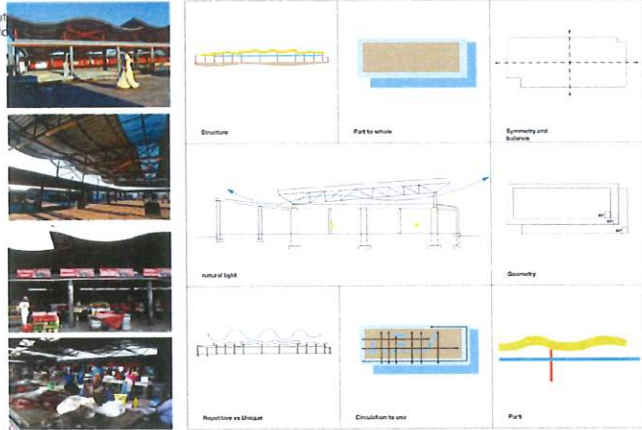 Structure
Part to whole
Symmetry and
balance
natural light
Geometry
Repetitive vs Unique
Circulation to use
Parti